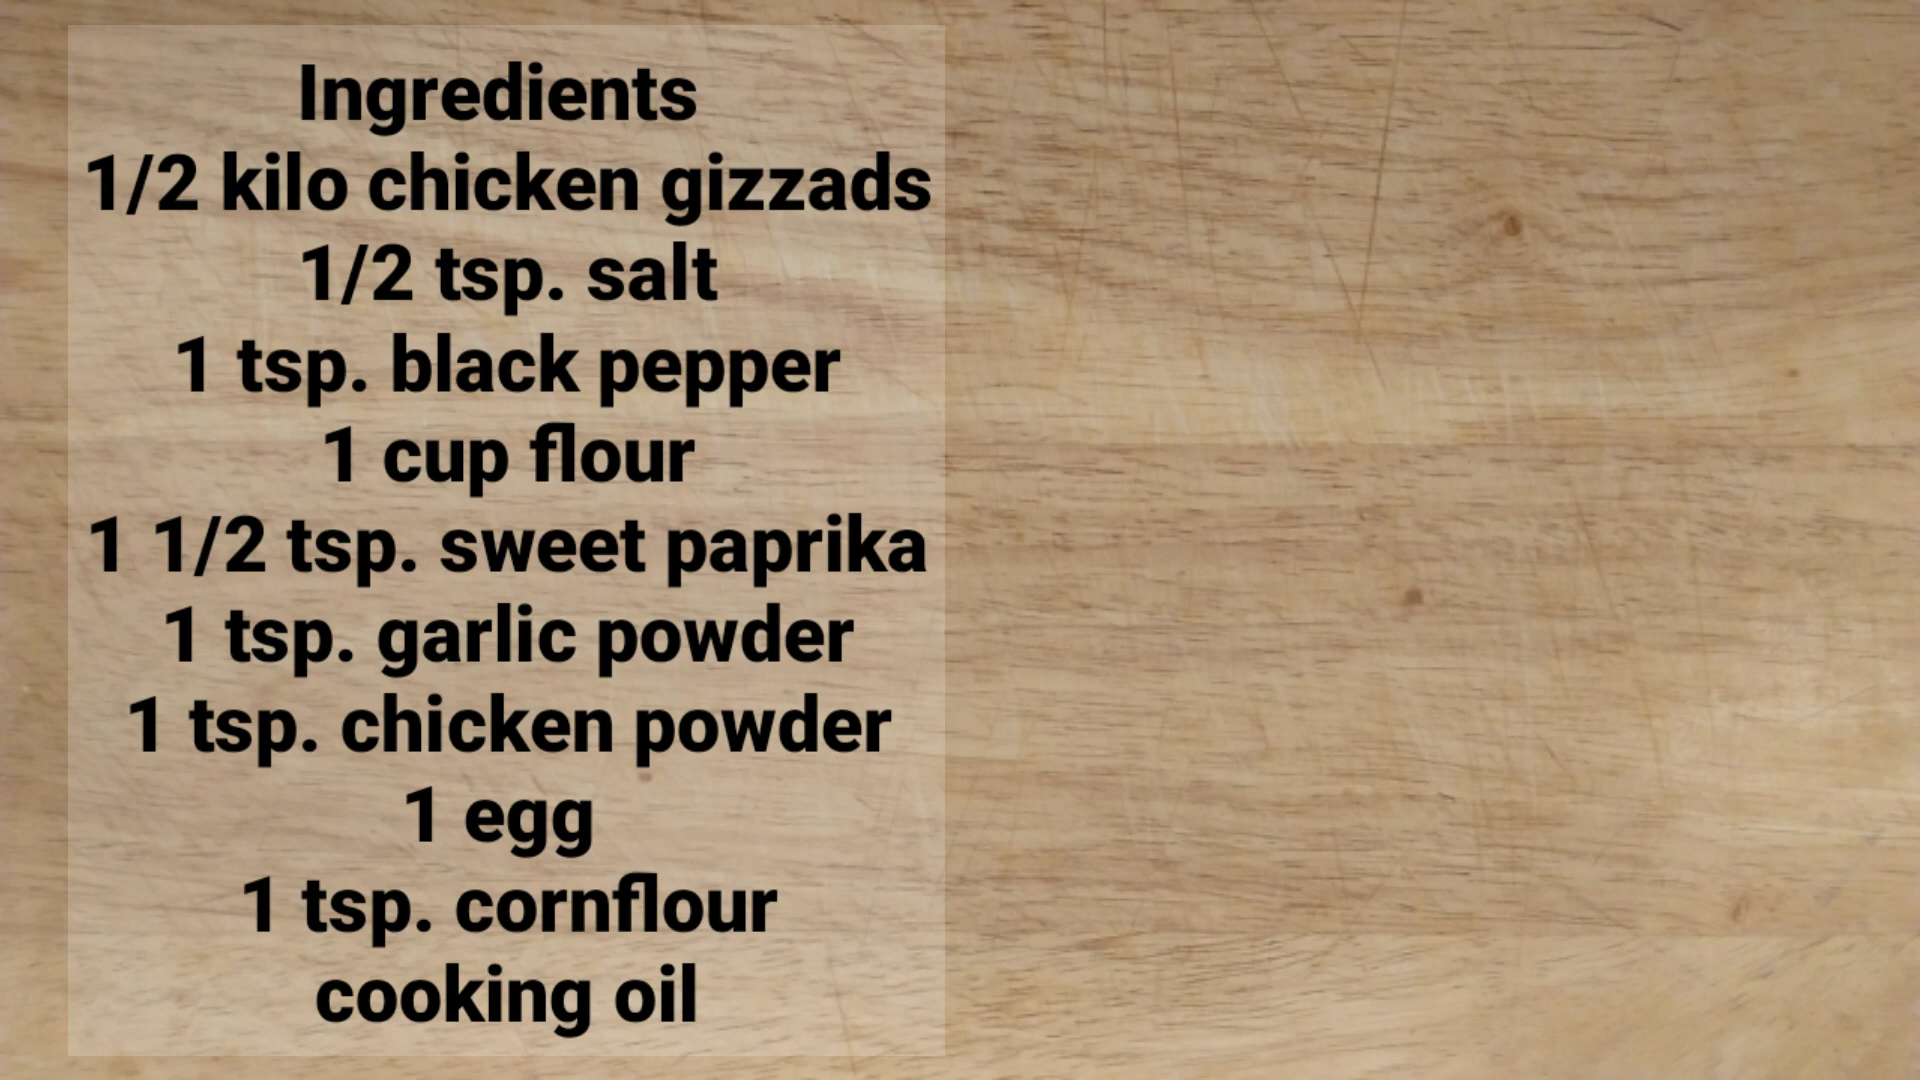 Ingredients
1/2 kilo chicken gizzads
1/2 tsp. salt
1 tsp. black pepper
1 cup flour
1 1/2 tsp. sweet paprika
1 tsp. garlic powder
1 tsp. chicken powder
1 egg
1 tsp. cornflour
cooking oil